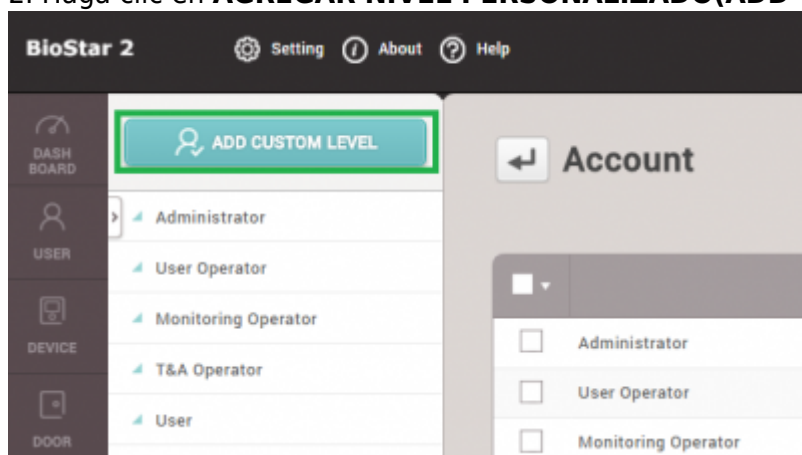 2. Haga clic en AGREGAR NIVEL PERSONALIZADO(ADD
BioStar 2 Setting About Help
DASH BOARD
USER
DEVICE
DOOR
ADD CUSTOM LEVEL
Administrator
User Operator
Monitoring Operator
T&A Operator
User
Account
Administrator
User Operator
Monitoring Operator